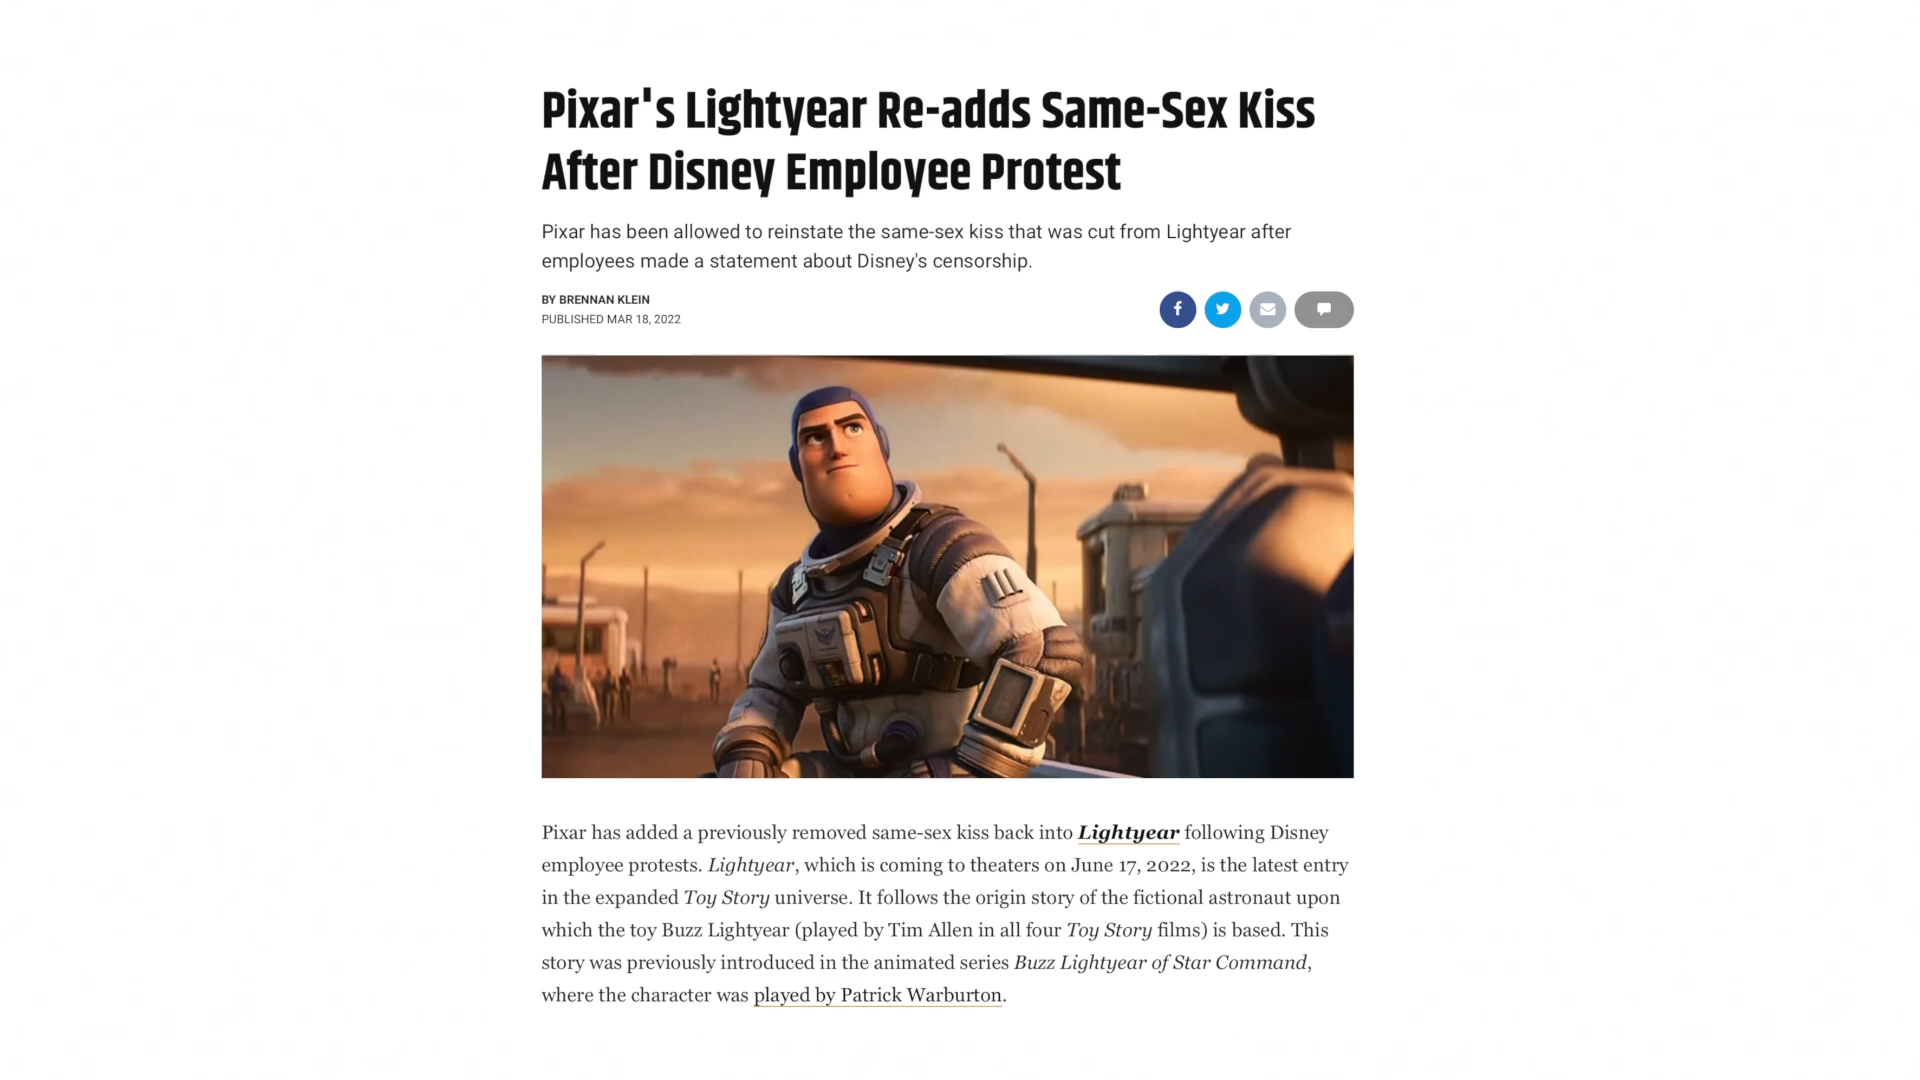 Pixar's Lightyear Re-adds Same-Sex Kiss
After Disney Employee Protest
Pixar has been allowed to reinstate the same-sex kiss that was cut from Lightyear after
employees made a statement about Disney's censorship.
BY BRENNAN KLEIN
PUBLISHED MAR 18, 2022
Pixar has added a previously removed same-sex kiss back into Lightyear following Disney
employee protests. Lightyear, which is coming to theaters on June 17, 2022, is the latest entry
in the expanded Toy Story universe. It follows the origin story of the fictional astronaut upon
which the toy Buzz Lightyear (played by Tim Allen in all four Toy Story films) is based. This
story was previously introduced in the animated series Buzz Lightyear of Star Command,
where the character was played by Patrick Warburton.